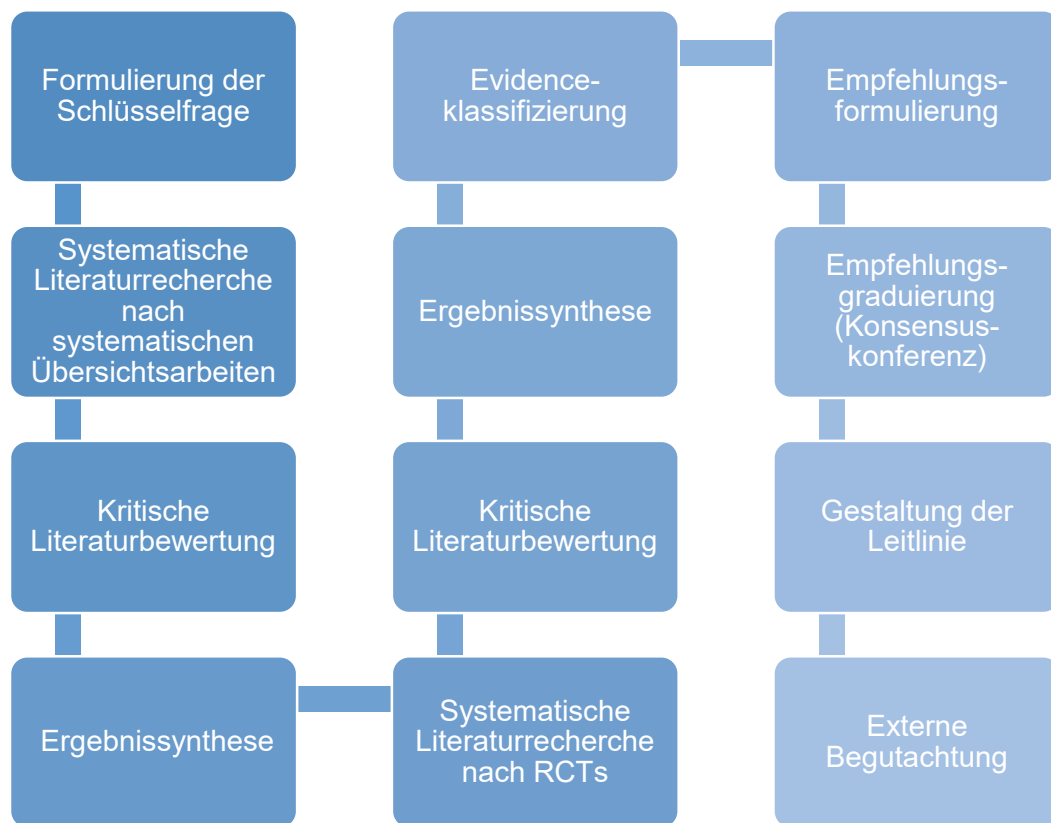 Formulierung der
Schlüsselfrage
Systematische
Literaturrecherche
nach
systematischen
Übersichtsarbeiten
Kritische
Literaturbewertung
Ergebnissynthese
Systematische
Literaturrecherche
nach RCTs
Kritische
Literaturbewertung
Ergebnissynthese
Evidence-
klassifizierung
Empfehlungs-
formulierung
Empfehlungs-
graduierung
(Konsensus-
konferenz)
Gestaltung der
Leitlinie
Externe
Begutachtung